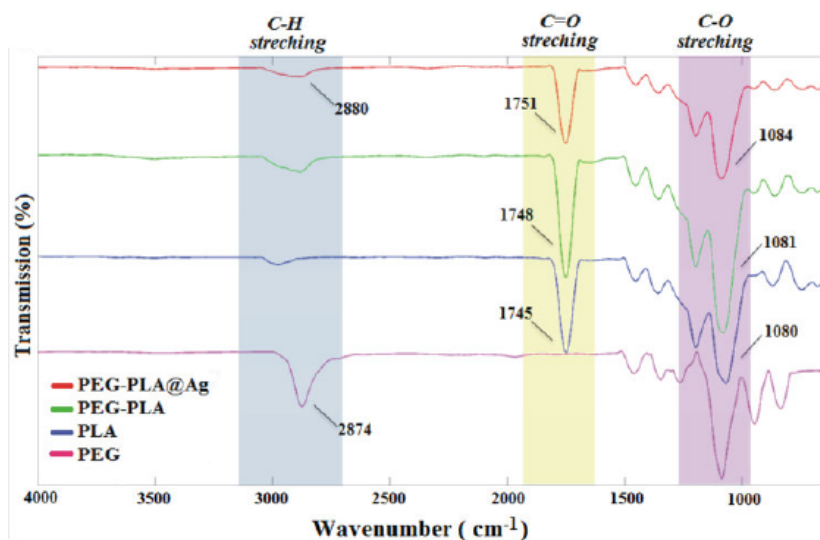 C-H
streching
C=O
streching
C-O
streching
2880
1751
1084
1748
1081
1745
1080
2874
Transmission (%)
PEG-PLA@Ag
PEG-PLA
PLA
PEG
4000
3500
3000
2500
2000
1500
1000
Wavenumber ( cm-1)